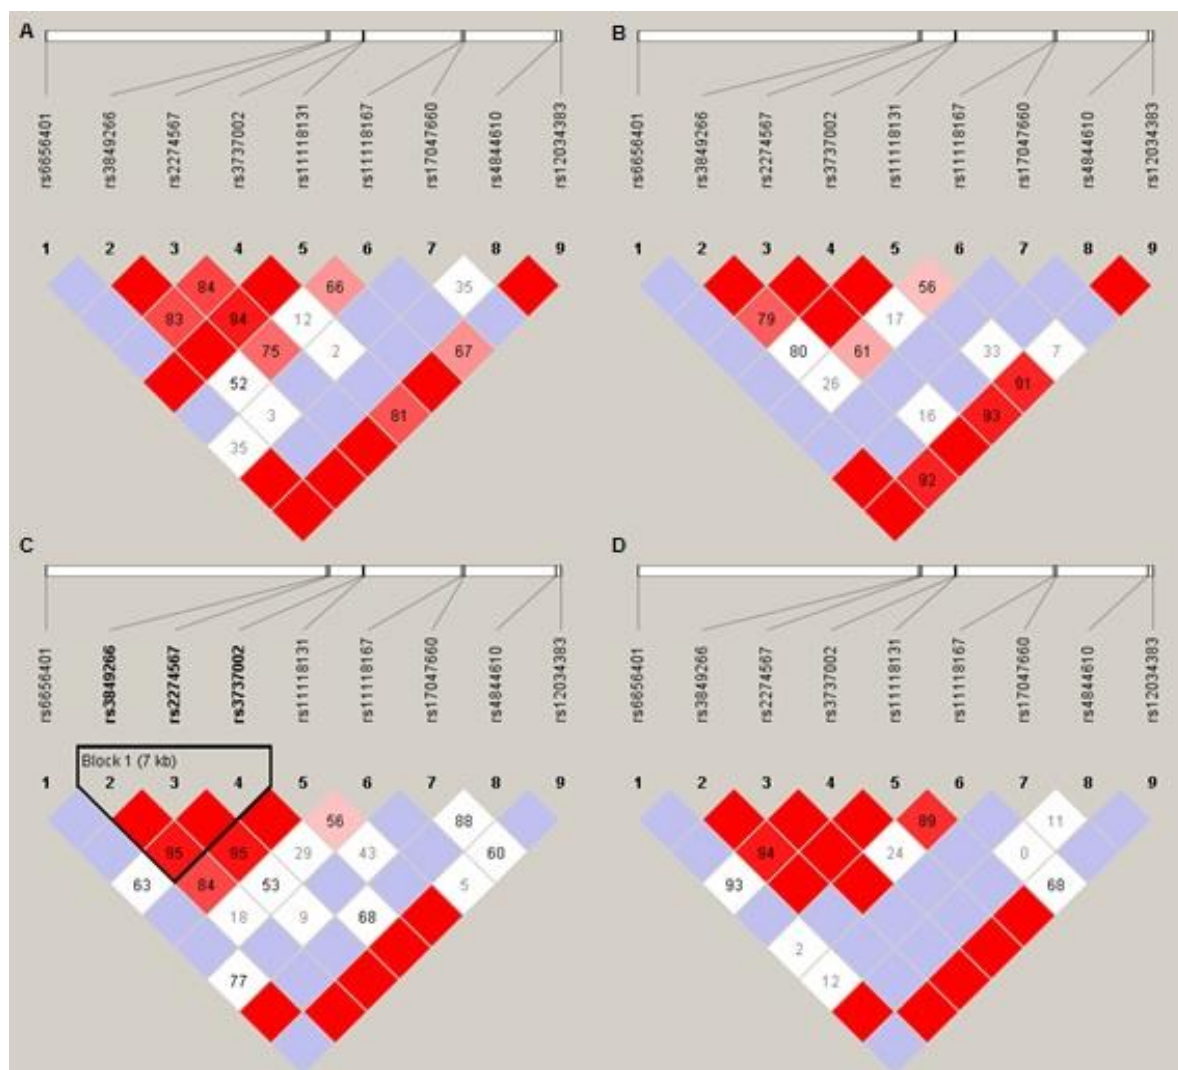 A
rs6656401
rs3849266
rs2274567
rs3737002
rs11118131
rs11118167
rs17047660
rs4844610
rs12034383
1 2 3 4 5 6 7 8 9
84 66 35
83 94 12
75 2 67
52
3 81
35
B
rs6656401
rs3849266
rs2274567
rs3737002
rs11118131
rs11118167
rs17047660
rs4844610
rs12034383
1 2 3 4 5 6 7 8 9
56
79 17
80 61 33 7
26 91
16 93
92
C
rs6656401
rs3849266
rs2274567
rs3737002
rs11118131
rs11118167
rs17047660
rs4844610
rs12034383
Block 1 (7 kb)
1 2 3 4 5 6 7 8 9
56 88
95 95 29 43 60
63 84 53 5
18 9 68
77
D
rs6656401
rs3849266
rs2274567
rs3737002
rs11118131
rs11118167
rs17047660
rs4844610
rs12034383
1 2 3 4 5 6 7 8 9
89 11
94 24 0
93 68
2
12